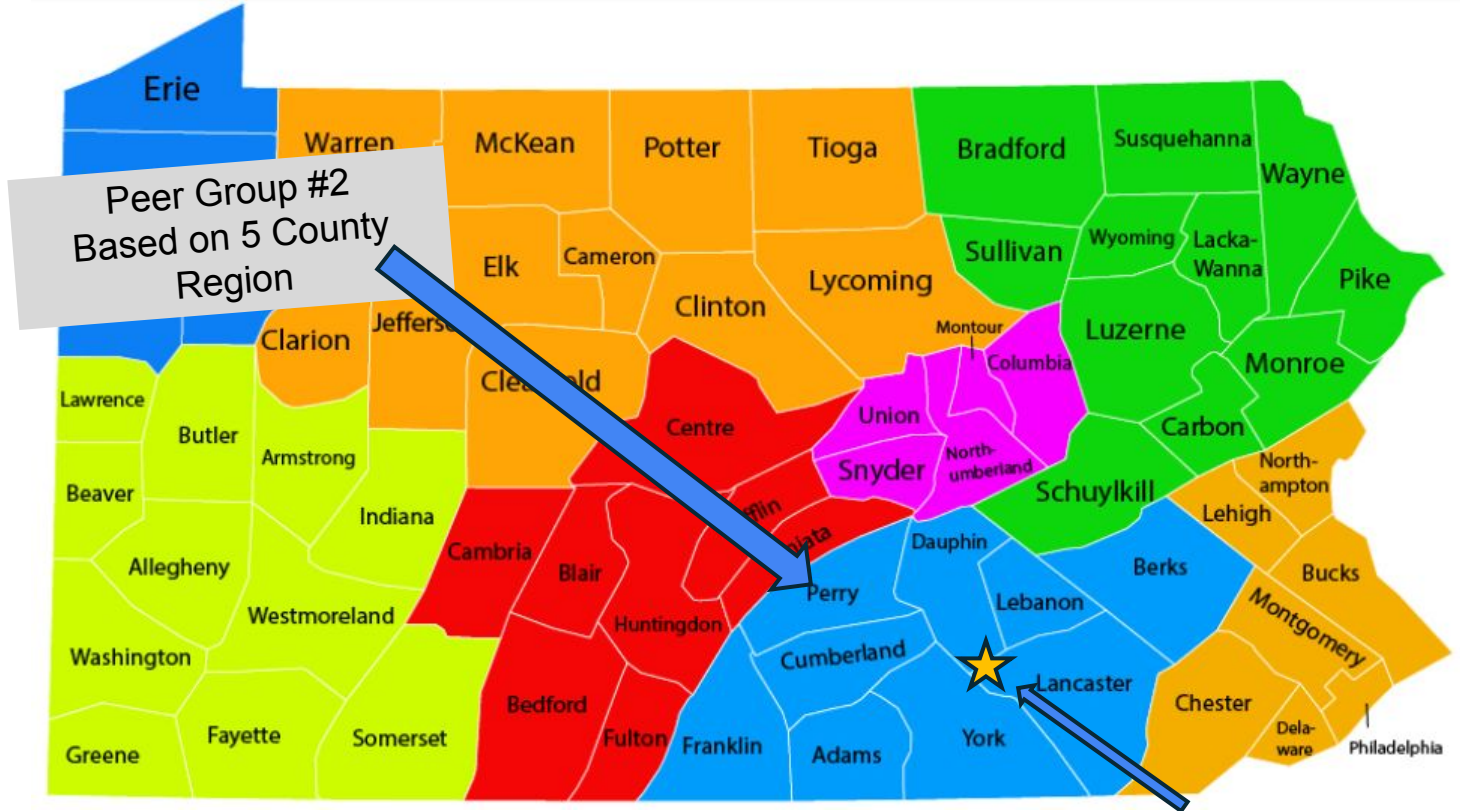 Erie
Warren
McKean
Potter
Tioga
Bradford
Susquehanna
Wayne
Peer Group #2
Based on 5 County
Region
Elk
Cameron
Clinton
Lycoming
Sullivan
Wyoming
Lacka-
Wanna
Pike
Clarion
Jeffers
Montour
Columbia
Luzerne
Monroe
Lawrence
Butler
Armstrong
Centre
Union
Snyder
North-
umberland
Carbon
Schuylkill
North-
ampton
Lehigh
Beaver
Indiana
Allegheny
Cambria
Blair
Dauphin
Berks
Bucks
Perry
Lebanon
Montgomery
Westmoreland
Huntingdon
Washington
Cumberland
Lancaster
Chester
Bedford
Fulton
Franklin
Adams
York
Greene
Fayette
Somerset
Dela-
ware
Philadelphia